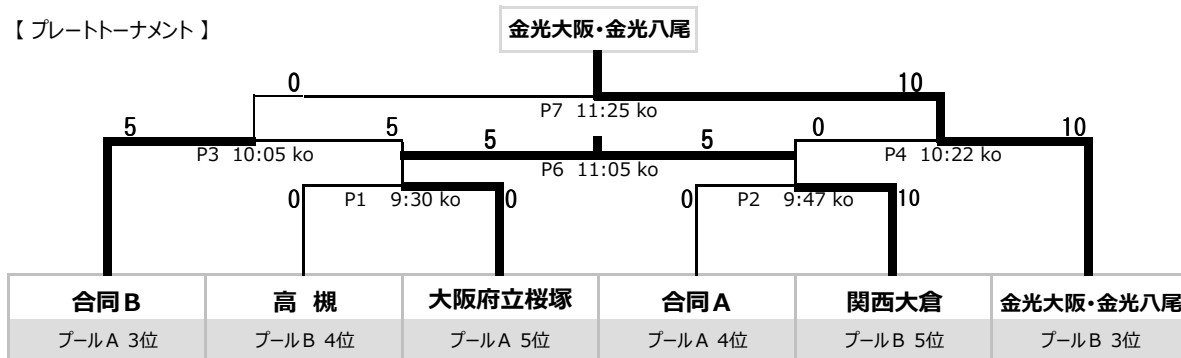 【 プレートトーナメント 】
金光大阪・金光八尾
0
10
P7 11:25 ko
5
5
5
5
0
10
P3 10:05 ko
P6 11:05 ko
P4 10:22 ko
0
P1 9:30 ko
0
0
P2 9:47 ko
10
合同B
高 槻
大阪府立桜塚
合同A
関西大倉
金光大阪・金光八尾
プールA 3位
プールB 4位
プールA 5位
プールA 4位
プールB 5位
プールB 3位